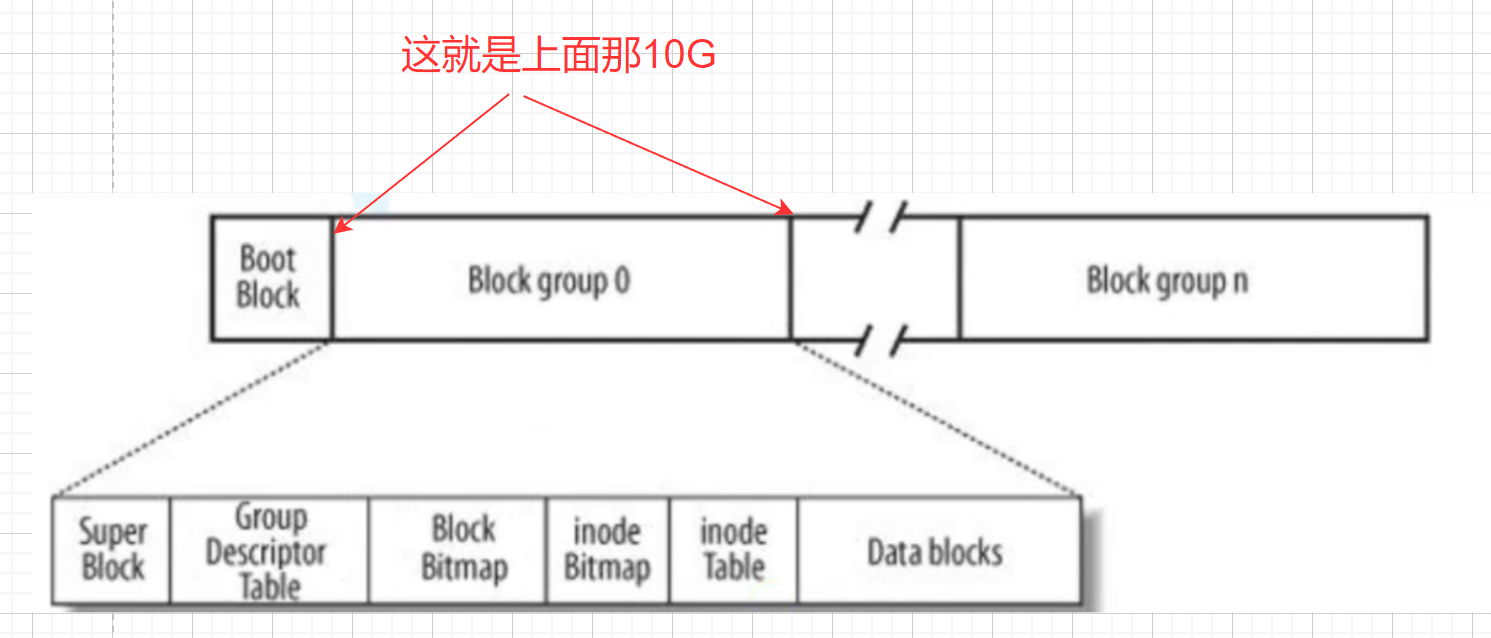 这就是上面那10G
Boot
Block
Block group 0
Block group n
Super
Block
Group
Descriptor
Table
Block
Bitmap
inode
Bitmap
inode
Table
Data blocks